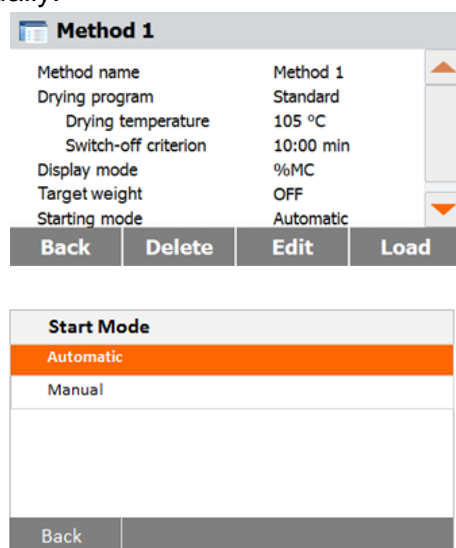 Method 1
Method name Method 1
Drying program Standard
Drying temperature 105 °C
Switch-off criterion 10:00 min
Display mode %MC
Target weight OFF
Starting mode Automatic
Back Delete Edit Load
Start Mode
Automatic
Manual
Back